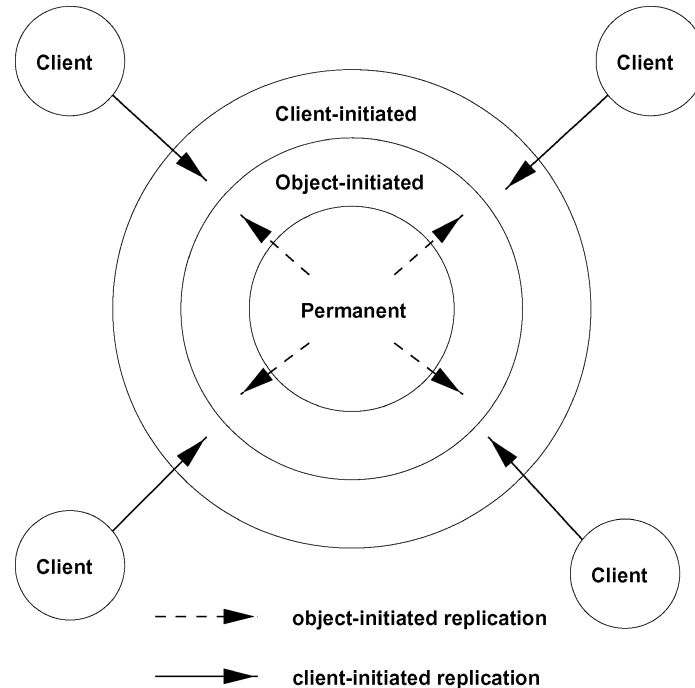 Client
Client
Client-initiated
Object-initiated
Permanent
Client
Client
object-initiated replication
client-initiated replication